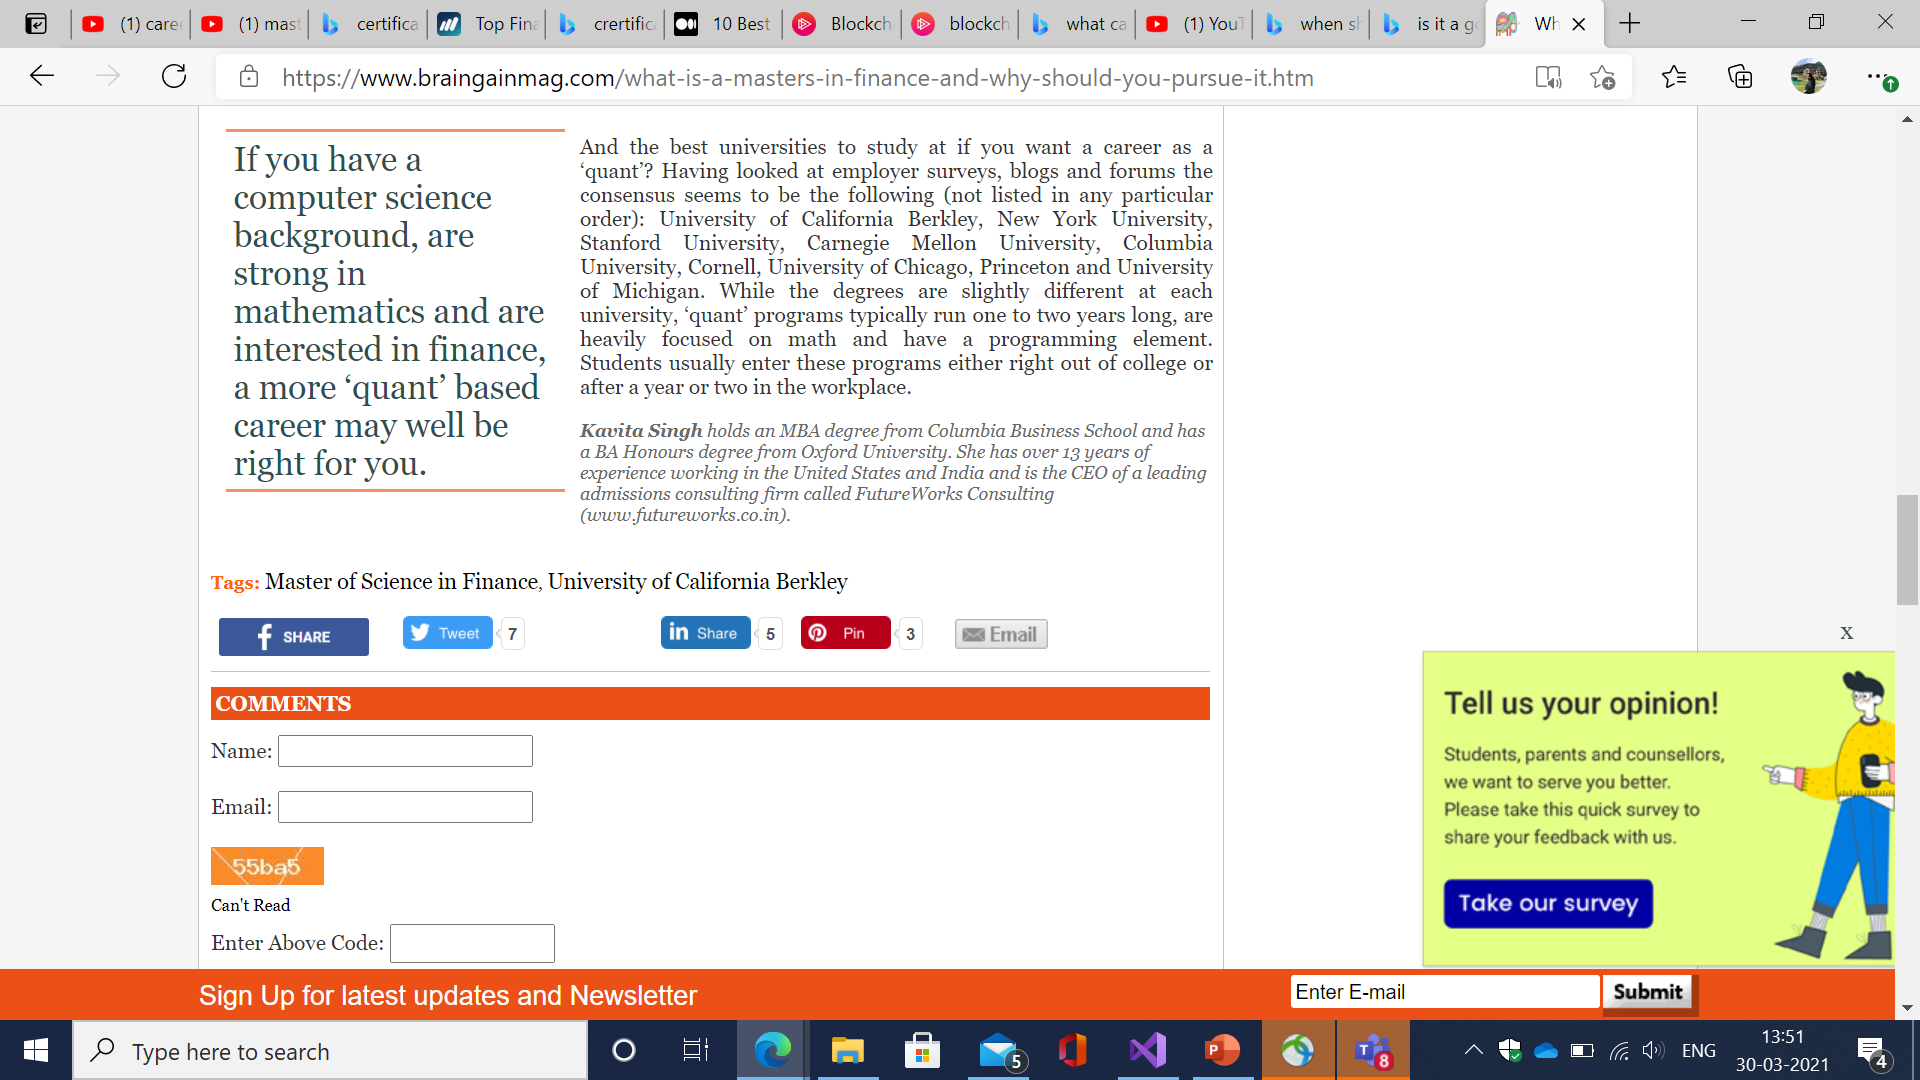 (1) care
(1) mast
certifica
Top Fina
crertific
10 Best
Blockch
blockch
what ca
(1) YouT
when sh
is it a go
Wh
https://www.braingainmag.com/what-is-a-masters-in-finance-and-why-should-you-pursue-it.htm
If you have a
computer science
background, are
strong in
mathematics and are
interested in finance,
a more ‘quant’ based
career may well be
right for you.
And the best universities to study at if you want a career as a
‘quant’? Having looked at employer surveys, blogs and forums the
consensus seems to be the following (not listed in any particular
order): University of California Berkley, New York University,
Stanford University, Carnegie Mellon University, Columbia
University, Cornell, University of Chicago, Princeton and University
of Michigan. While the degrees are slightly different at each
university, ‘quant’ programs typically run one to two years long, are
heavily focused on math and have a programming element.
Students usually enter these programs either right out of college or
after a year or two in the workplace.
Kavita Singh holds an MBA degree from Columbia Business School and has
a BA Honours degree from Oxford University. She has over 13 years of
experience working in the United States and India and is the CEO of a leading
admissions consulting firm called FutureWorks Consulting
(www.futureworks.co.in).
Tags: Master of Science in Finance, University of California Berkley
SHARE
Tweet 7
in Share 5
Pin 3
Email
COMMENTS
Name:
Email:
55ba5
Can't Read
Enter Above Code:
x
Tell us your opinion!
Students, parents and counsellors,
we want to serve you better.
Please take this quick survey to
share your feedback with us.
Take our survey
Sign Up for latest updates and Newsletter
Enter E-mail
Submit
Type here to search
5
8
ENG
13:51
30-03-2021
4